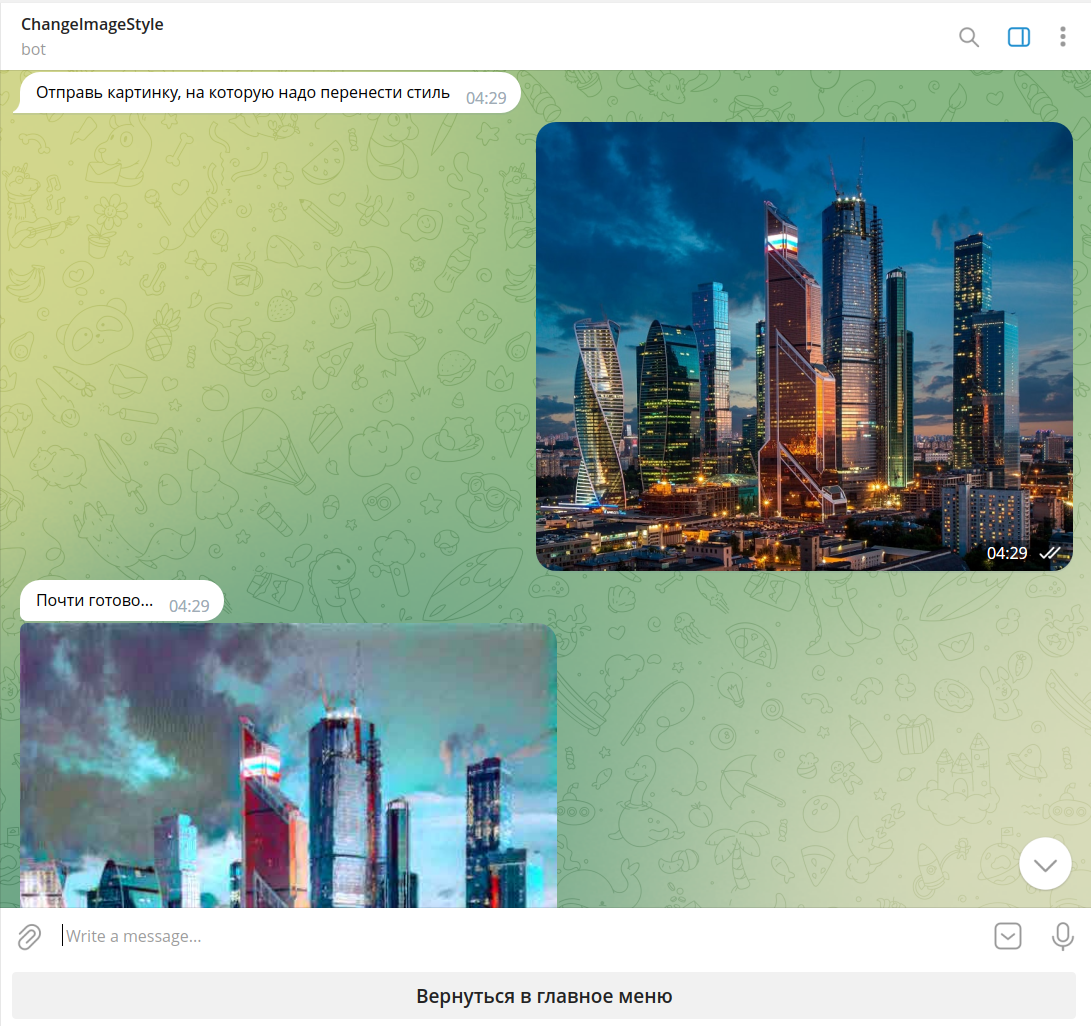 ChangeImageStyle
bot
Отправь картинку, на которую надо перенести стиль 04:29
04:29
Почти готово... 04:29
Write a message...
Вернуться в главное меню